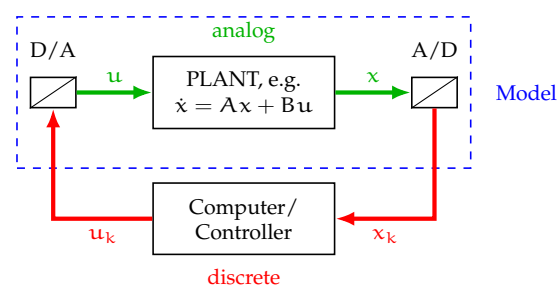 analog
D/A
A/D
u
PLANT, e.g.
ẋ = Ax + Bu
x
Model
Computer/
Controller
u_k
x_k
discrete